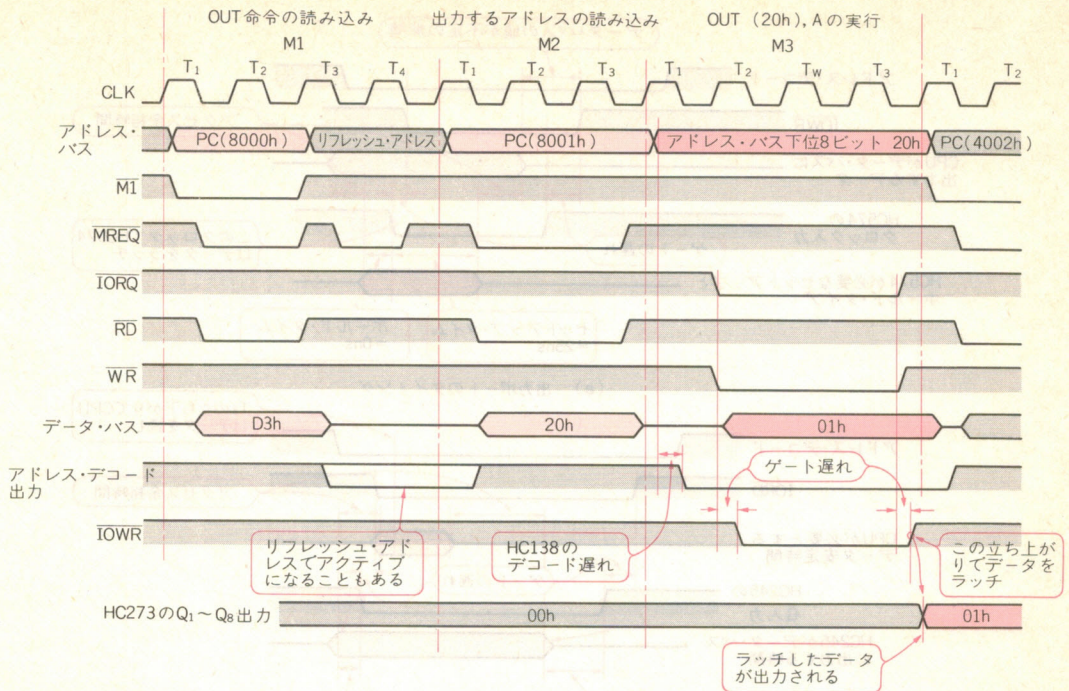 OUT命令の読み込み 出力するアドレスの読み込み OUT (20h), Aの実行
M1 M2 M3
T1 T2 T3 T4 T1 T2 T3 T1 T2 TW T3 T1 T2
CLK
アドレス・
バス
PC(8000h) リフレッシュ・アドレス PC(8001h) アドレス・バス下位8ビット 20h PC(4002h)
M1
MREQ
IORQ
RD
WR
データ・バス D3h 20h 01h
アドレス・デコード
出力
ゲート遅れ
IOWR
リフレッシュ・アド
レスでアクティブ
になることもある
HC138の
デコード遅れ
この立ち上が
りでデータを
ラッチ
HC273のQ1〜Q8出力 00h 01h
ラッチしたデータ
が出力される